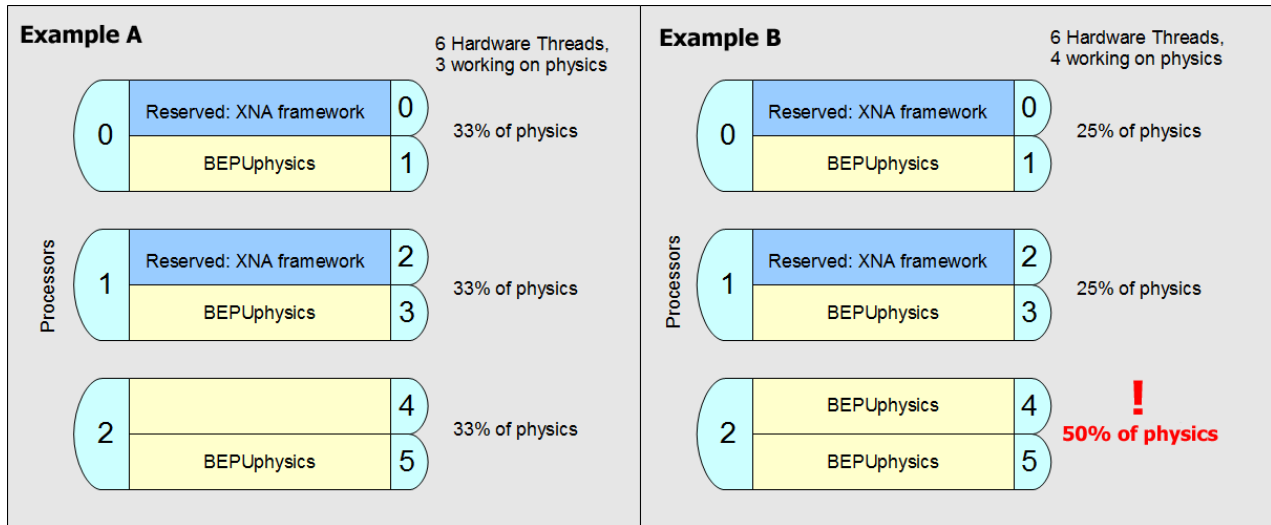 Example A
6 Hardware Threads,
3 working on physics
Processors
0
Reserved: XNA framework
0
BEPUphysics
1
33% of physics
1
Reserved: XNA framework
2
BEPUphysics
3
33% of physics
2
4
BEPUphysics
5
33% of physics
Example B
6 Hardware Threads,
4 working on physics
Processors
0
Reserved: XNA framework
0
BEPUphysics
1
25% of physics
1
Reserved: XNA framework
2
BEPUphysics
3
25% of physics
2
BEPUphysics
4
BEPUphysics
5
!
50% of physics